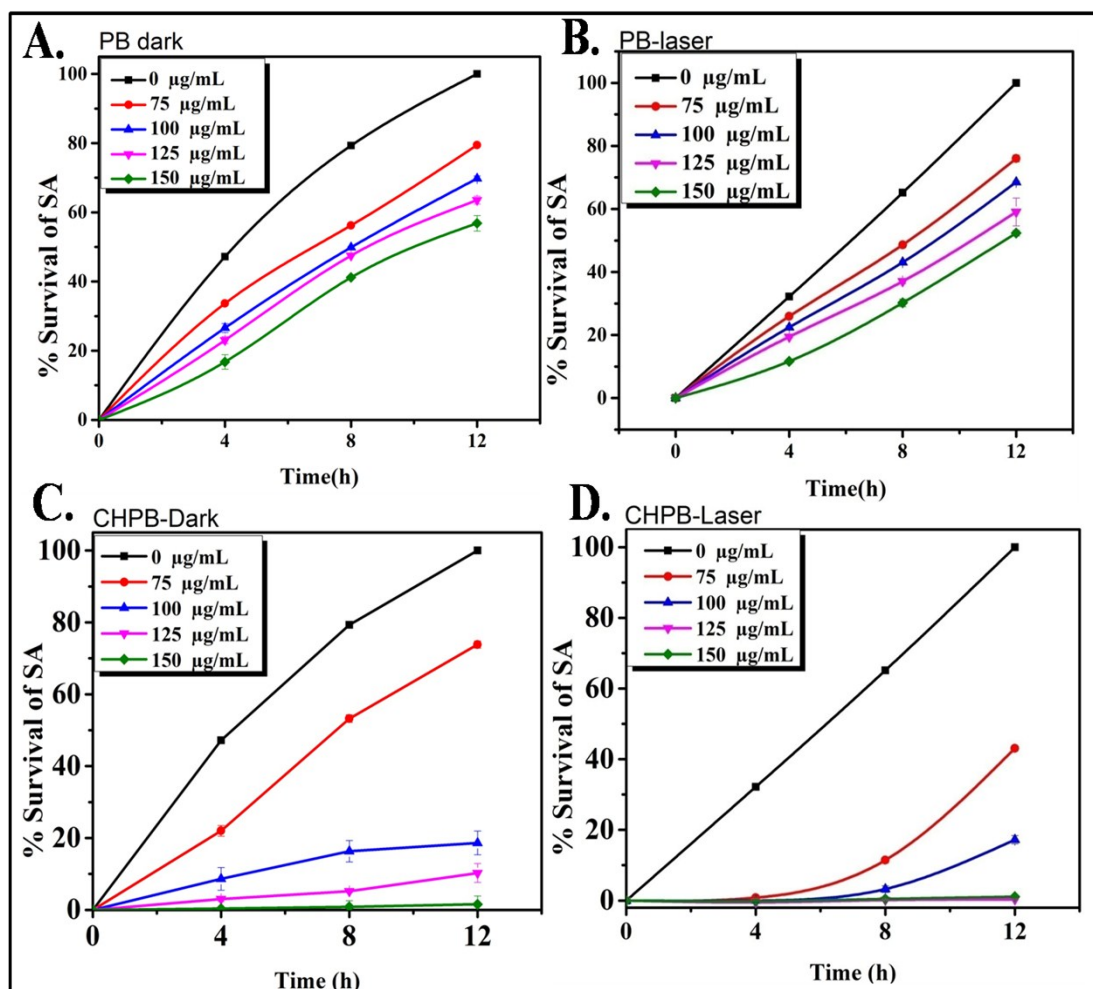 A.
PB dark
0 µg/mL
75 µg/mL
100 µg/mL
125 µg/mL
150 µg/mL
100
80
60
40
20
0
% Survival of SA
0 4 8 12
Time(h)
B.
PB-laser
0 µg/mL
75 µg/mL
100 µg/mL
125 µg/mL
150 µg/mL
100
80
60
40
20
0
% Survival of SA
0 4 8 12
Time(h)
C.
CHPB-Dark
0 µg/mL
75 µg/mL
100 µg/mL
125 µg/mL
150 µg/mL
100
80
60
40
20
0
% Survival of SA
0 4 8 12
Time (h)
D.
CHPB-Laser
0 µg/mL
75 µg/mL
100 µg/mL
125 µg/mL
150 µg/mL
100
80
60
40
20
0
% Survival of SA
0 4 8 12
Time (h)